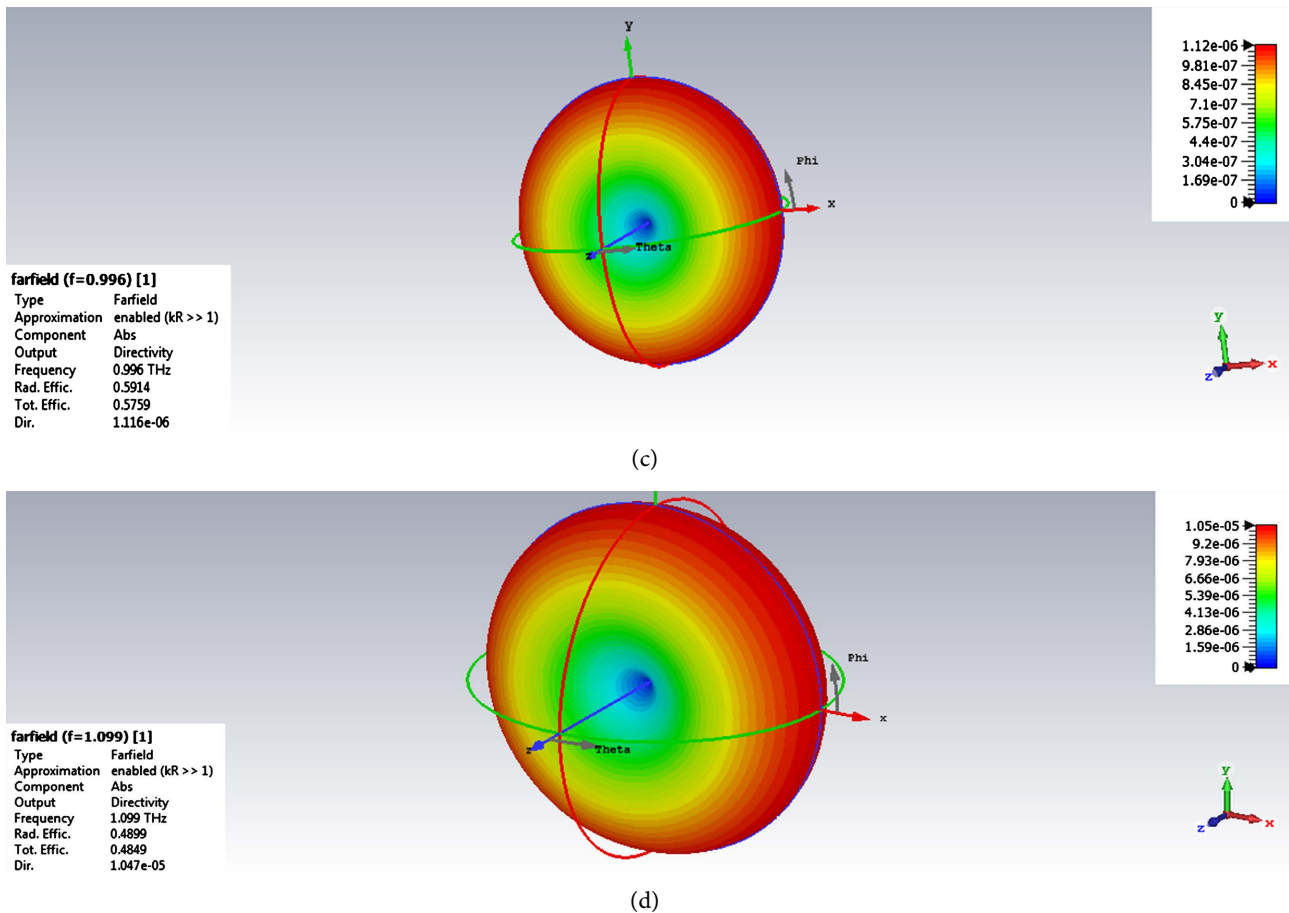 y
Phi
x
Theta
z
1.12e-06
9.81e-07
8.45e-07
7.1e-07
5.75e-07
4.4e-07
3.04e-07
1.69e-07
0
farfield (f=0.996) [1]
Type Farfield
Approximation enabled (kR >> 1)
Component Abs
Output Directivity
Frequency 0.996 THz
Rad. Effic. 0.5914
Tot. Effic. 0.5759
Dir. 1.116e-06
y
x
z
(c)
Phi
x
Theta
z
1.05e-05
9.2e-06
7.93e-06
6.66e-06
5.39e-06
4.13e-06
2.86e-06
1.59e-06
0
farfield (f=1.099) [1]
Type Farfield
Approximation enabled (kR >> 1)
Component Abs
Output Directivity
Frequency 1.099 THz
Rad. Effic. 0.4899
Tot. Effic. 0.4849
Dir. 1.047e-05
y
x
z
(d)